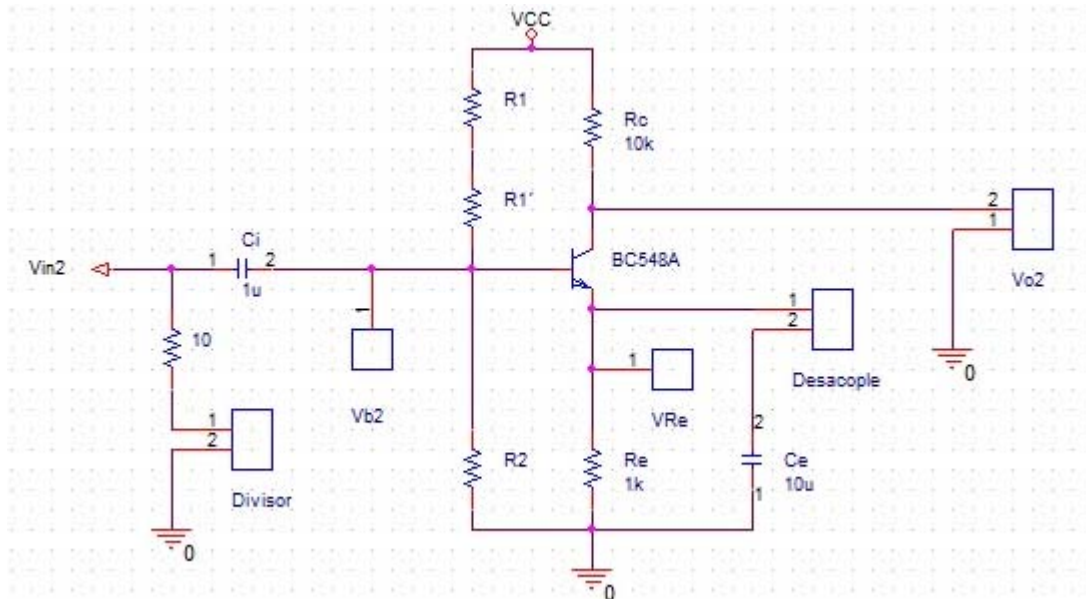 VCC
R1
Rc
10k
R1´
2
1
Vo2
0
Vin2
1
Ci
2
1u
BC548A
10
1
Vb2
1
2
Desacople
1
VRe
1
2
Divisor
0
R2
Re
1k
2
Ce
10u
1
0